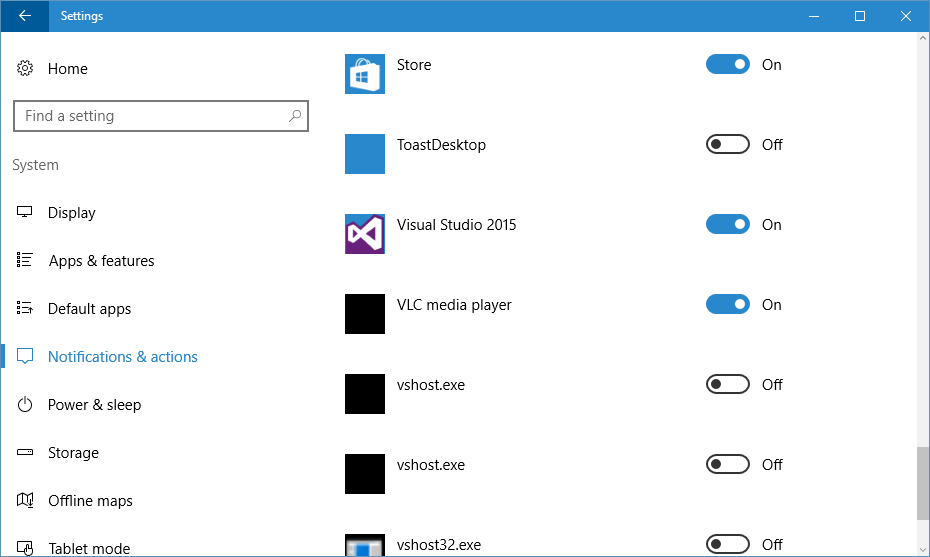 Settings
Home
Find a setting
System
Display
Apps & features
Default apps
Notifications & actions
Power & sleep
Storage
Offline maps
Tablet mode
Store On
ToastDesktop Off
Visual Studio 2015 On
VLC media player On
vshost.exe Off
vshost.exe Off
vshost32.exe Off